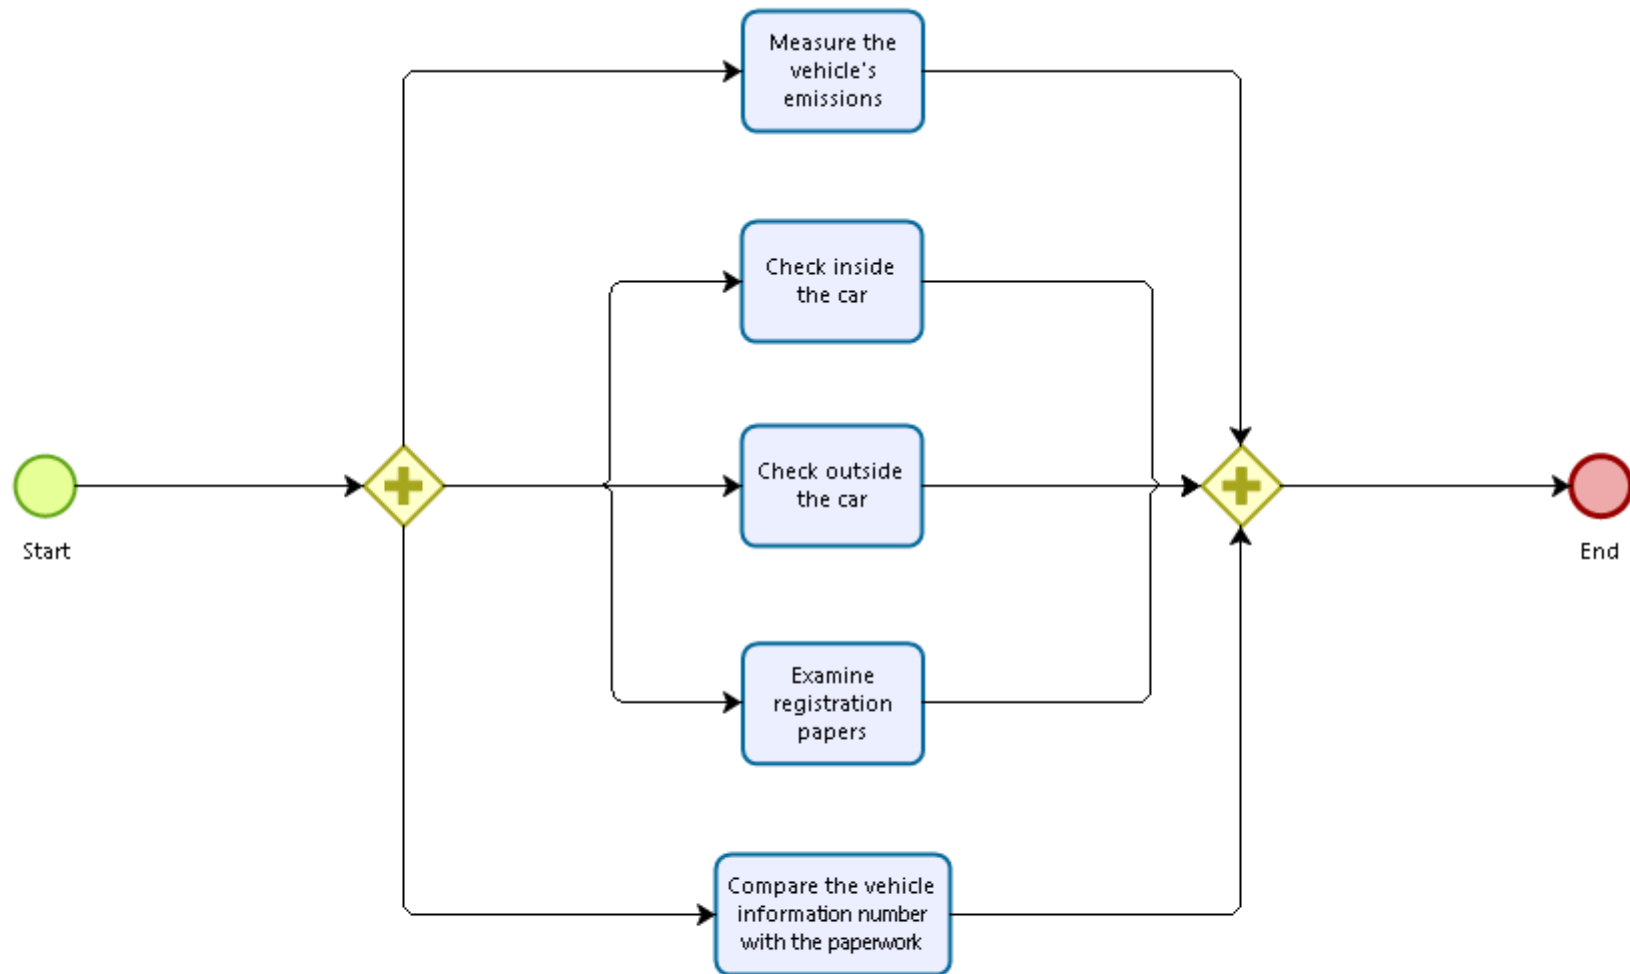 Measure the
vehicle's
emissions
Check inside
the car
Check outside
the car
Start
End
Examine
registration
papers
Compare the vehicle
information number
with the paperwork